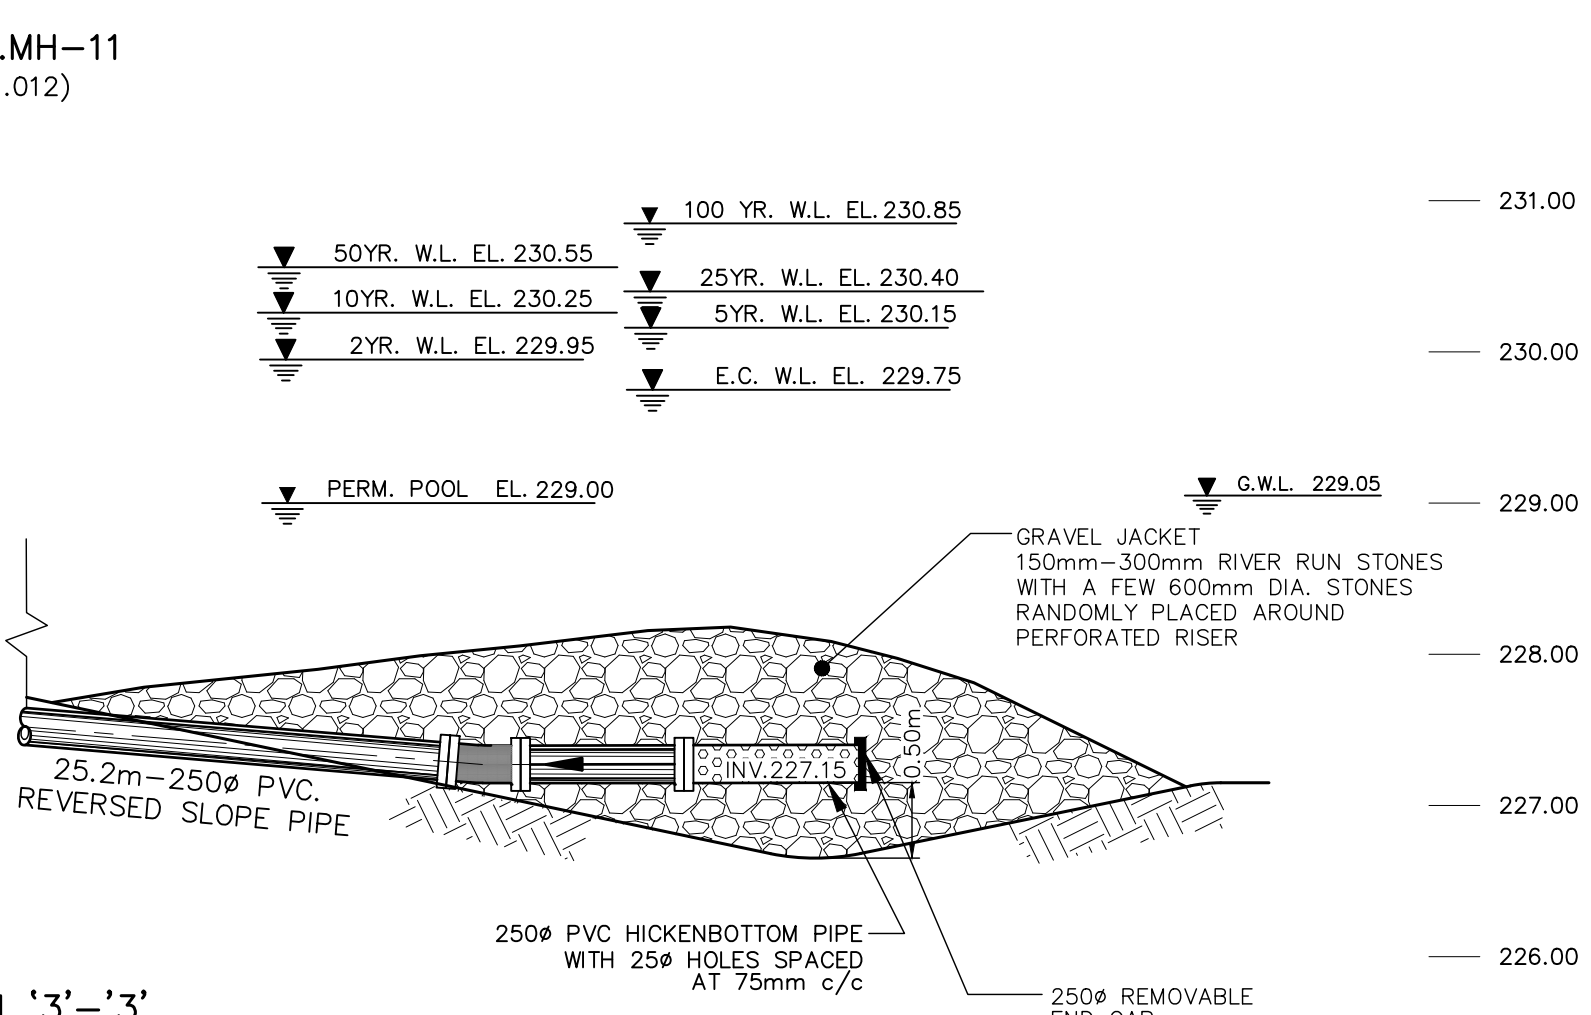 .MH-11
.012)
100 YR. W.L. EL. 230.85
231.00
50YR. W.L. EL. 230.55
25YR. W.L. EL. 230.40
10YR. W.L. EL. 230.25
5YR. W.L. EL. 230.15
2YR. W.L. EL. 229.95
230.00
E.C. W.L. EL. 229.75
PERM. POOL EL. 229.00
G.W.L. 229.05
229.00
GRAVEL JACKET
150mm-300mm RIVER RUN STONES
WITH A FEW 600mm DIA. STONES
RANDOMLY PLACED AROUND
PERFORATED RISER
228.00
0.50m
INV.227.15
25.2m-250ø PVC.
REVERSED SLOPE PIPE
227.00
250ø PVC HICKENBOTTOM PIPE
WITH 25ø HOLES SPACED
AT 75mm c/c
226.00
250ø REMOVABLE
END CAP
'3'-'3'